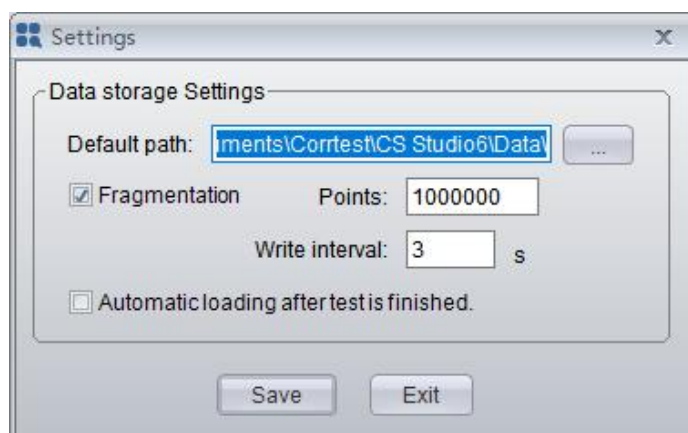 Settings
Data storage Settings
Default path: uments\Corrtest\CS Studio6\Data\ ...
Fragmentation Points: 1000000
Write interval: 3 s
Automatic loading after test is finished.
Save Exit